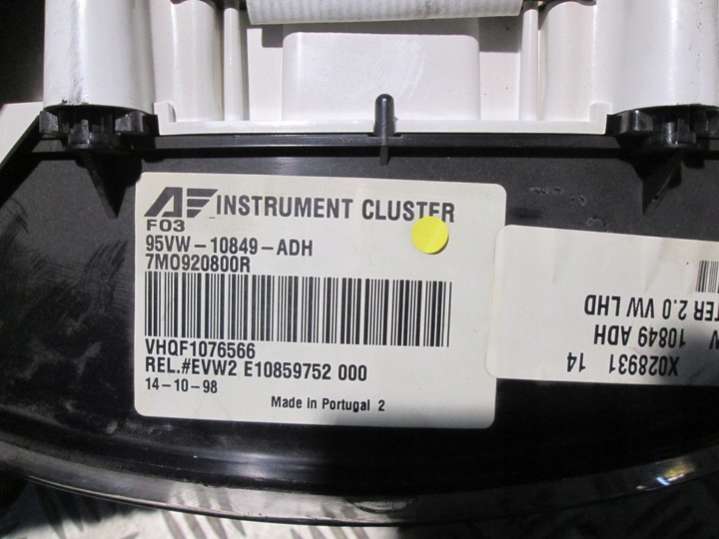 AF INSTRUMENT CLUSTER
F03
95VW-10849-ADH
7M0920800R
VHQF1076566
REL.#EVW2 E10859752 000
14-10-98
Made in Portugal 2
X028931 14
10849 ADH
2.0 VW LHD